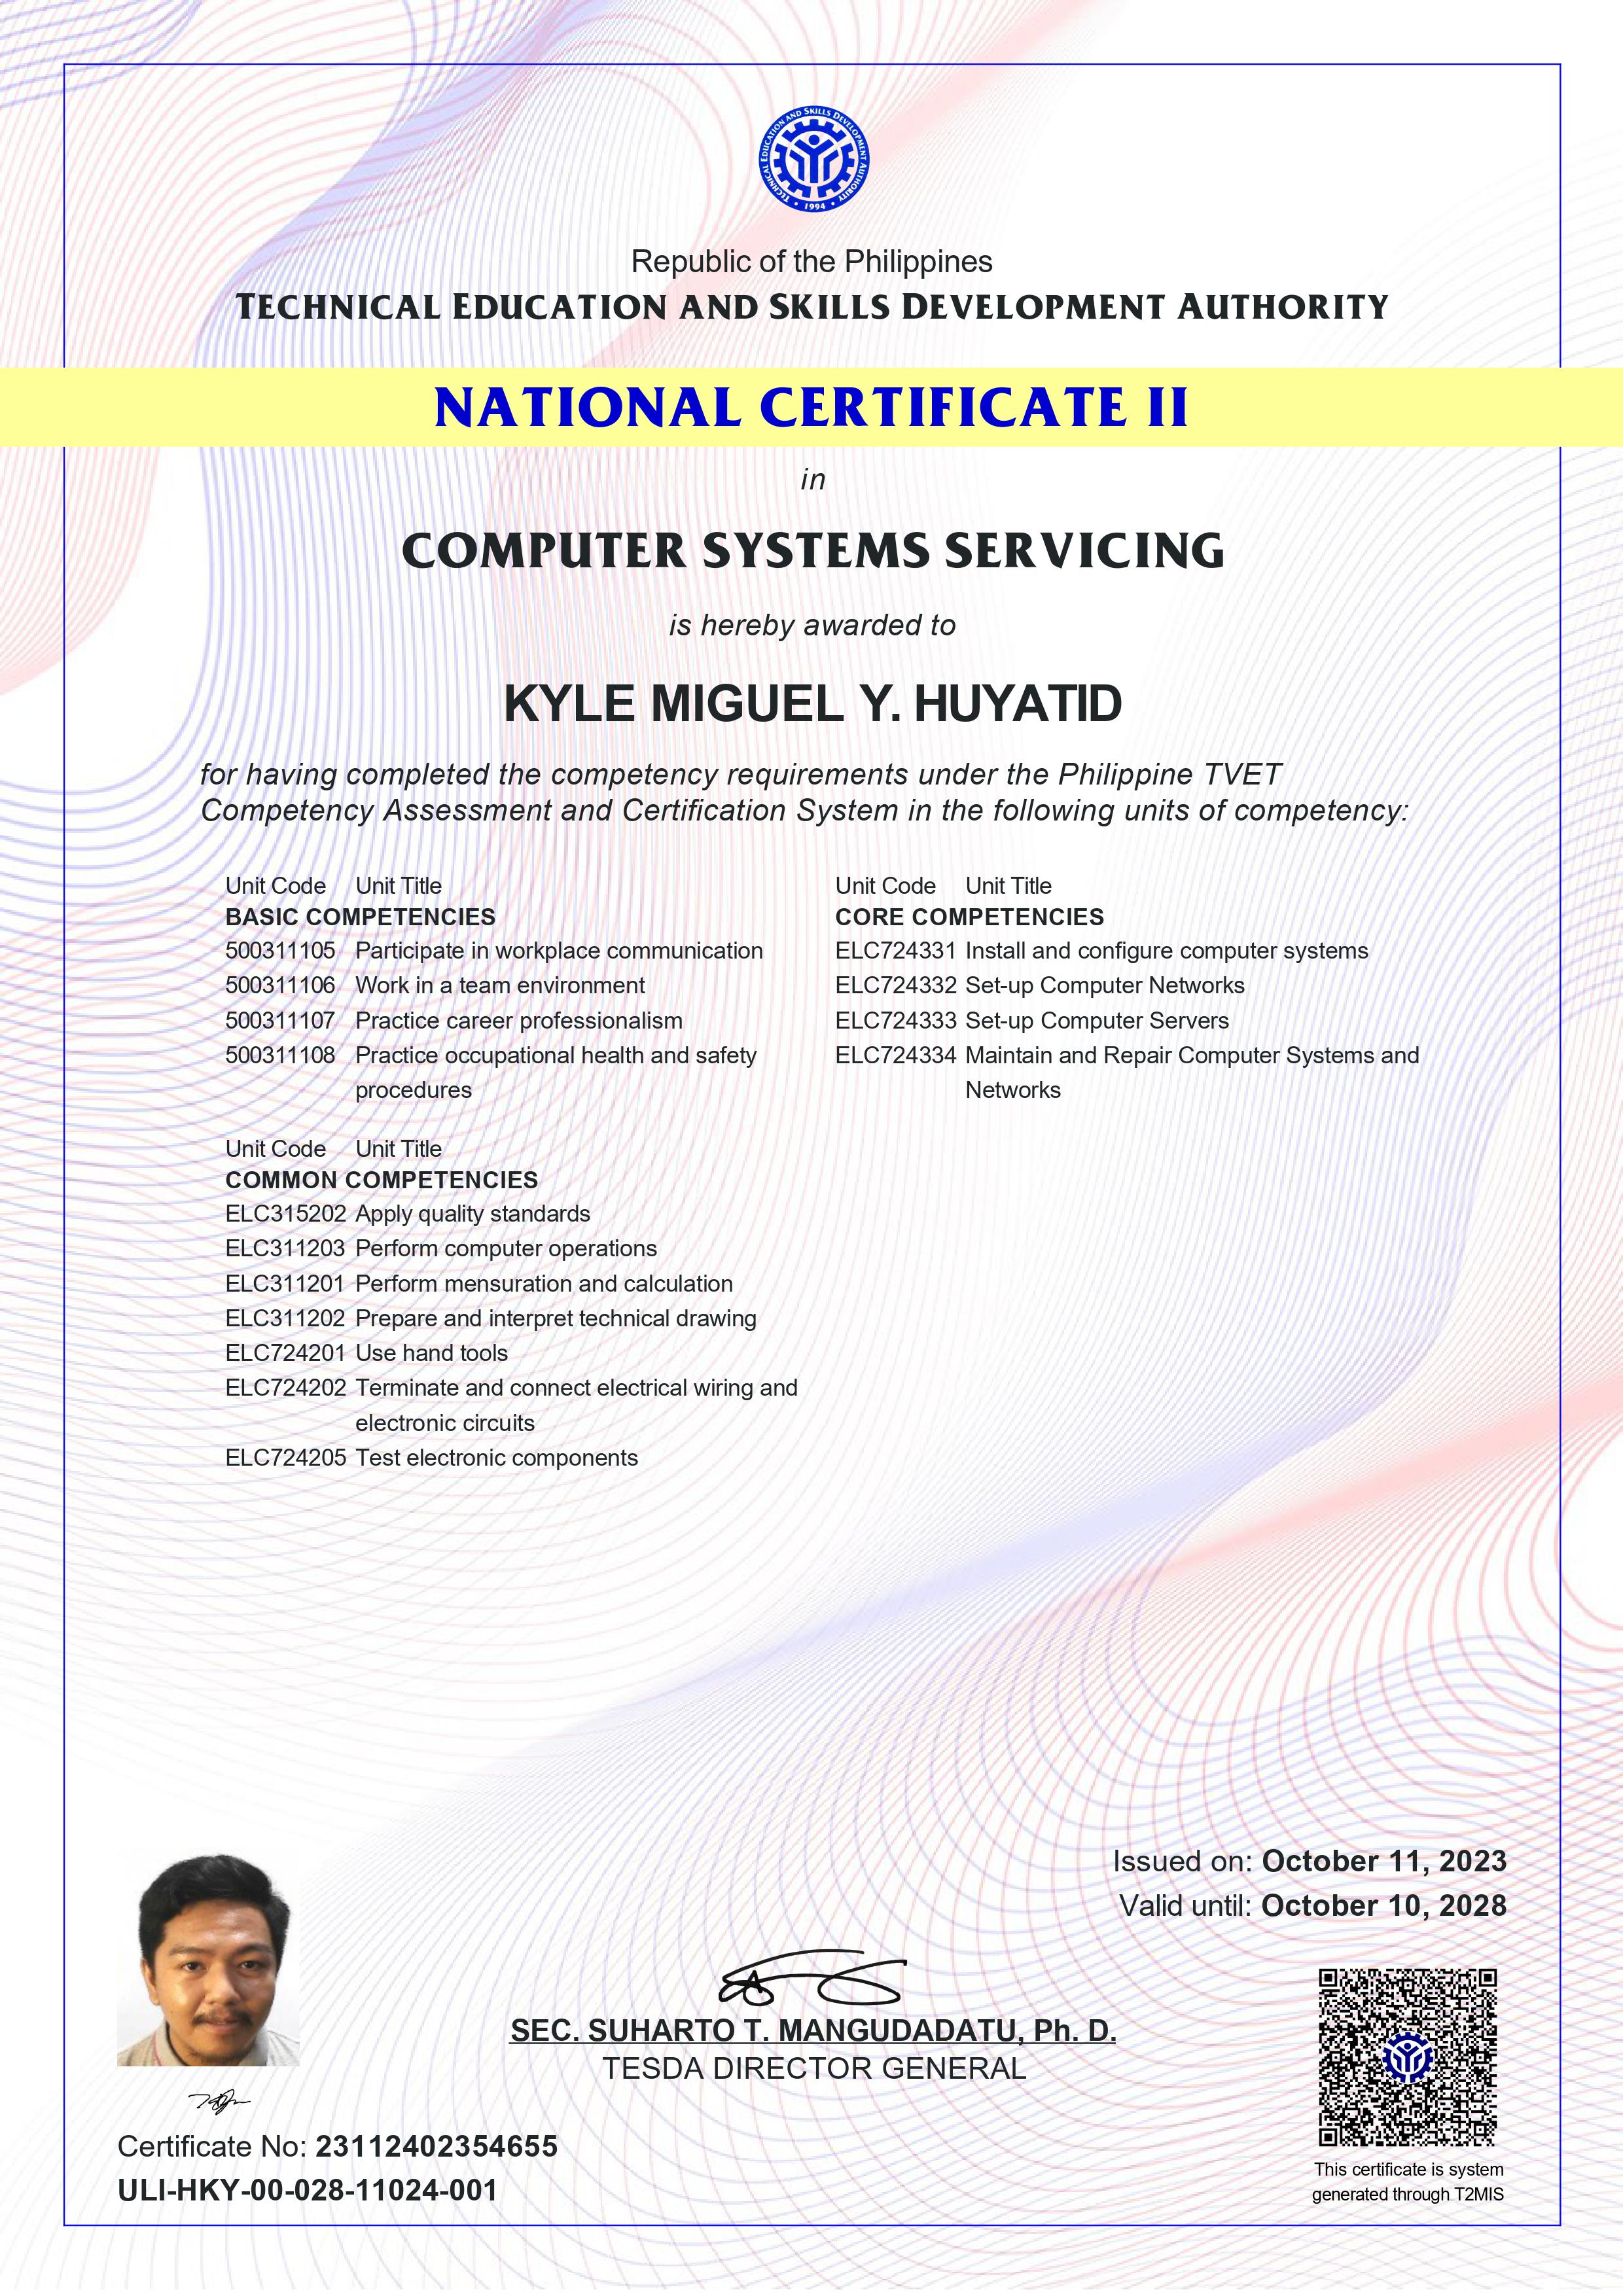 TECHNICAL EDUCATION AND SKILLS DEVELOPMENT AUTHORITY
• 1994 •
Republic of the Philippines
TECHNICAL EDUCATION AND SKILLS DEVELOPMENT AUTHORITY
NATIONAL CERTIFICATE II
in
COMPUTER SYSTEMS SERVICING
is hereby awarded to
KYLE MIGUEL Y. HUYATID
for having completed the competency requirements under the Philippine TVET
Competency Assessment and Certification System in the following units of competency:
Unit Code Unit Title
BASIC COMPETENCIES
500311105 Participate in workplace communication
500311106 Work in a team environment
500311107 Practice career professionalism
500311108 Practice occupational health and safety
procedures
Unit Code Unit Title
COMMON COMPETENCIES
ELC315202 Apply quality standards
ELC311203 Perform computer operations
ELC311201 Perform mensuration and calculation
ELC311202 Prepare and interpret technical drawing
ELC724201 Use hand tools
ELC724202 Terminate and connect electrical wiring and
electronic circuits
ELC724205 Test electronic components
Unit Code Unit Title
CORE COMPETENCIES
ELC724331 Install and configure computer systems
ELC724332 Set-up Computer Networks
ELC724333 Set-up Computer Servers
ELC724334 Maintain and Repair Computer Systems and
Networks
Issued on: October 11, 2023
Valid until: October 10, 2028
SEC. SUHARTO T. MANGUDADATU, Ph. D.
TESDA DIRECTOR GENERAL
Certificate No: 23112402354655
ULI-HKY-00-028-11024-001
This certificate is system
generated through T2MIS